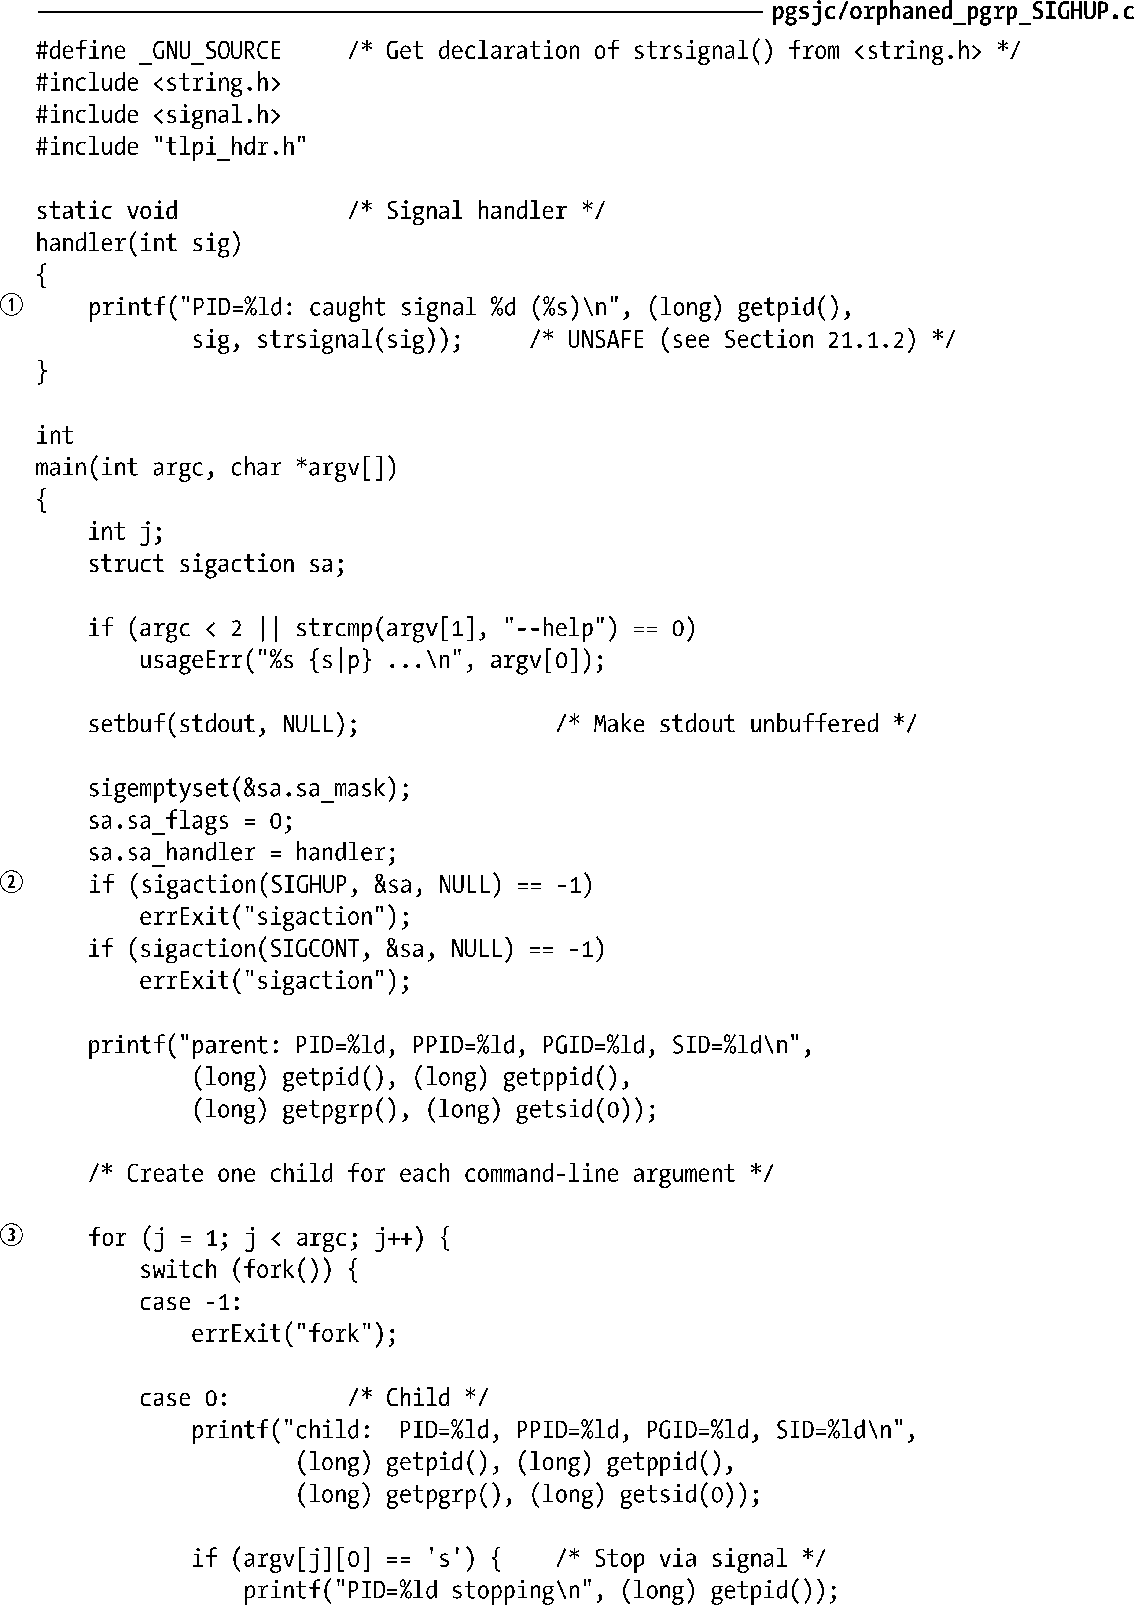 pgsjc/orphaned_pgrp_SIGHUP.c
#define _GNU_SOURCE     /* Get declaration of strsignal() from <string.h> */
#include <string.h>
#include <signal.h>
#include "tlpi_hdr.h"

static void             /* Signal handler */
handler(int sig)
{
①    printf("PID=%ld: caught signal %d (%s)\n", (long) getpid(),
            sig, strsignal(sig));     /* UNSAFE (see Section 21.1.2) */
}

int
main(int argc, char *argv[])
{
    int j;
    struct sigaction sa;

    if (argc < 2 || strcmp(argv[1], "--help") == 0)
        usageErr("%s {s|p} ...\n", argv[0]);

    setbuf(stdout, NULL);               /* Make stdout unbuffered */

    sigemptyset(&sa.sa_mask);
    sa.sa_flags = 0;
    sa.sa_handler = handler;
②    if (sigaction(SIGHUP, &sa, NULL) == -1)
        errExit("sigaction");
    if (sigaction(SIGCONT, &sa, NULL) == -1)
        errExit("sigaction");

    printf("parent: PID=%ld, PPID=%ld, PGID=%ld, SID=%ld\n",
            (long) getpid(), (long) getppid(),
            (long) getpgrp(), (long) getsid(0));

    /* Create one child for each command-line argument */

③    for (j = 1; j < argc; j++) {
        switch (fork()) {
        case -1:
            errExit("fork");

        case 0:         /* Child */
            printf("child:  PID=%ld, PPID=%ld, PGID=%ld, SID=%ld\n",
                    (long) getpid(), (long) getppid(),
                    (long) getpgrp(), (long) getsid(0));

            if (argv[j][0] == 's') {    /* Stop via signal */
                printf("PID=%ld stopping\n", (long) getpid());